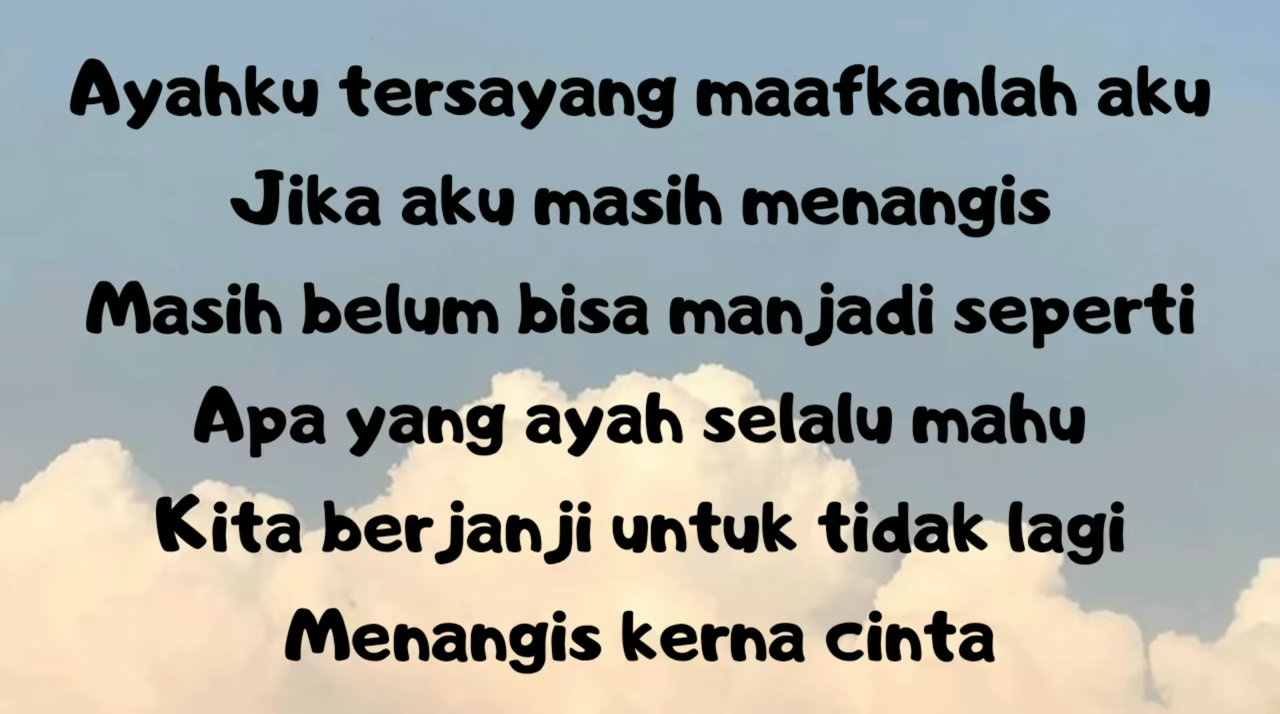 Ayahku tersayang maafkanlah aku
Jika aku masih menangis
Masih belum bisa manjadi seperti
Apa yang ayah selalu mahu
Kita berjanji untuk tidak lagi
Menangis kerna cinta